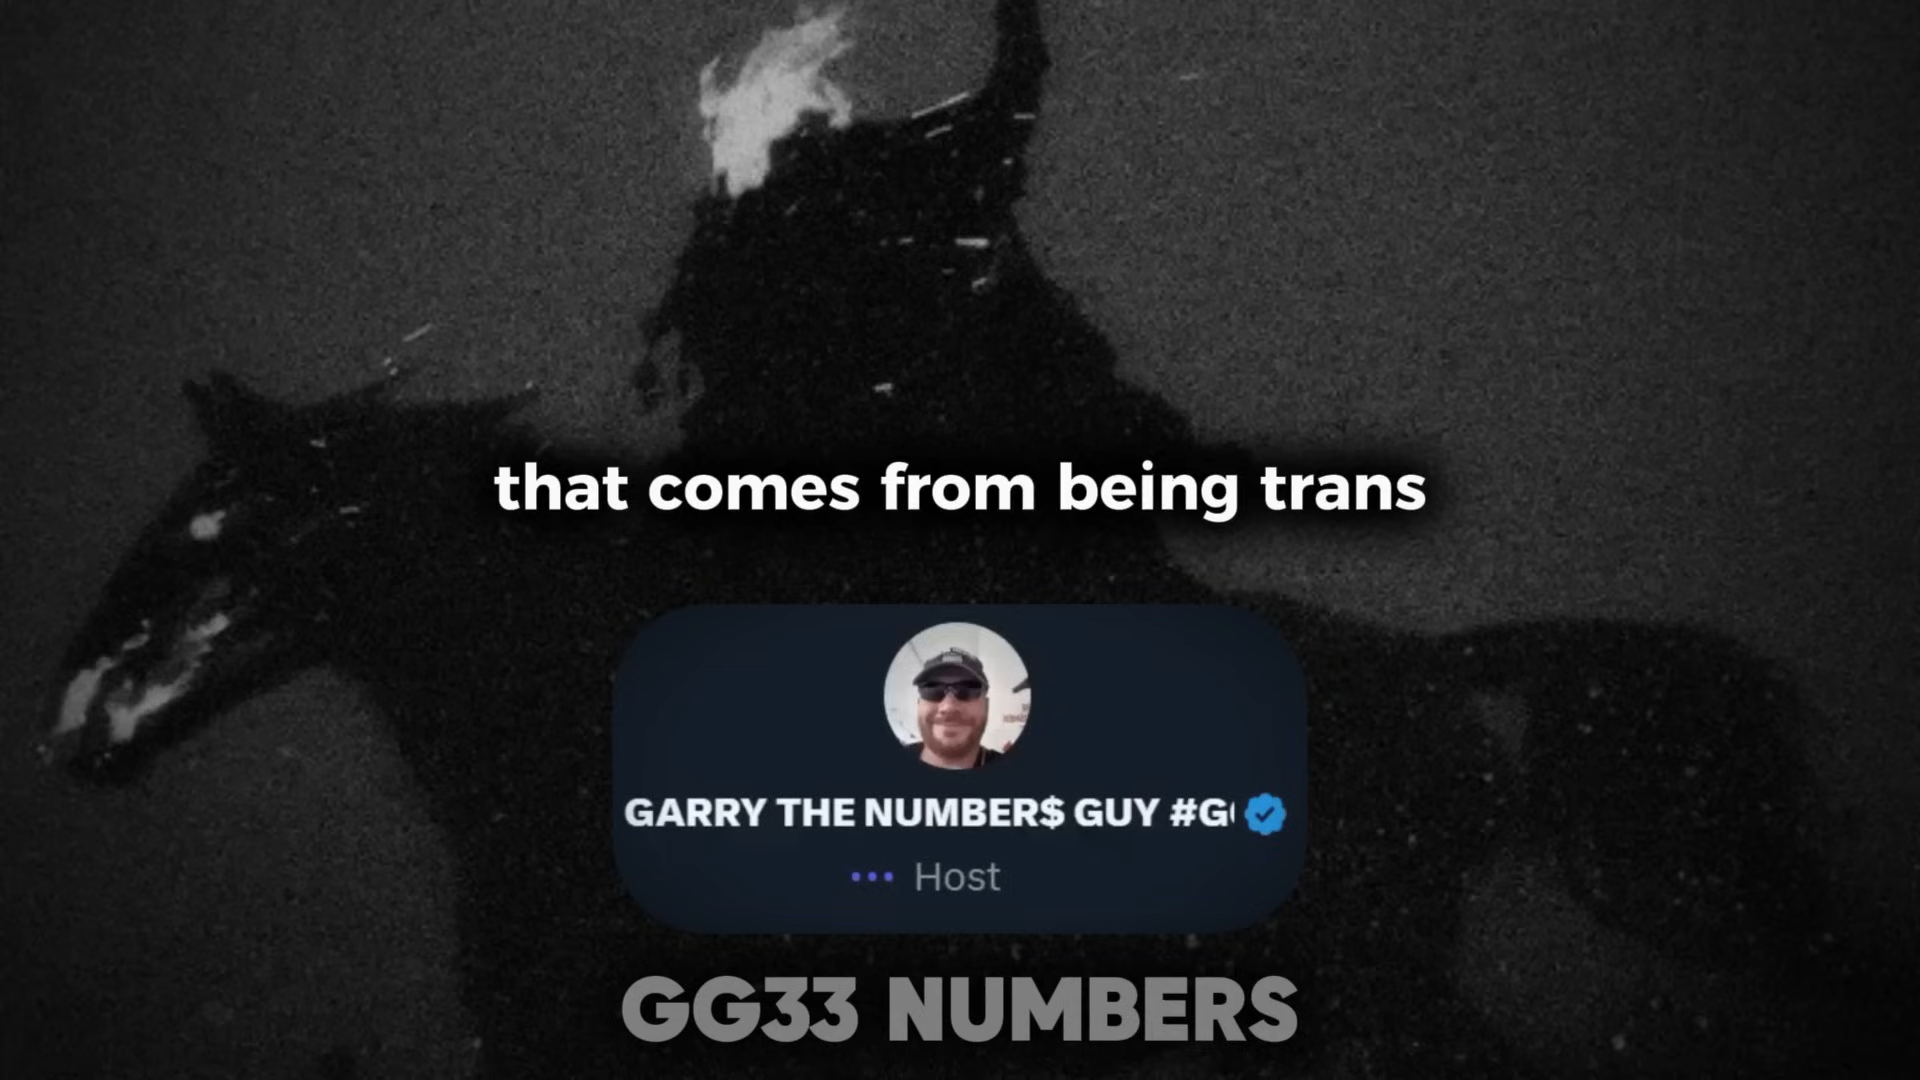 that comes from being trans
GARRY THE NUMBER$ GUY #G
Host
GG33 NUMBERS